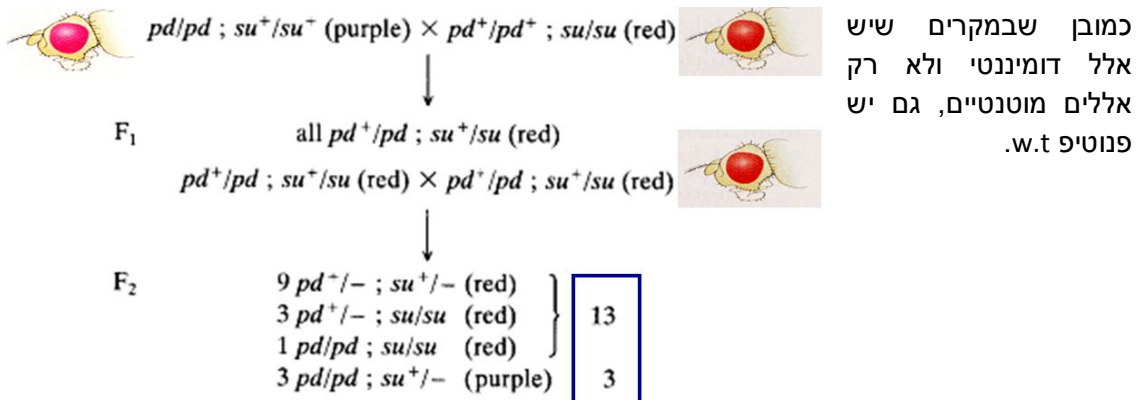 pd/pd ; su⁺/su⁺ (purple) × pd⁺/pd⁺ ; su/su (red)
F₁ all pd⁺/pd ; su⁺/su (red)
pd⁺/pd ; su⁺/su (red) × pd⁺/pd ; su⁺/su (red)
F₂ 9 pd⁺/– ; su⁺/– (red)
3 pd⁺/– ; su/su (red) 13
1 pd/pd ; su/su (red)
3 pd/pd ; su⁺/– (purple) 3
כמובן שבמקרים שיש
אלל דומיננטי ולא רק
אללים מוטנטיים, גם יש
פנוטיפ w.t.